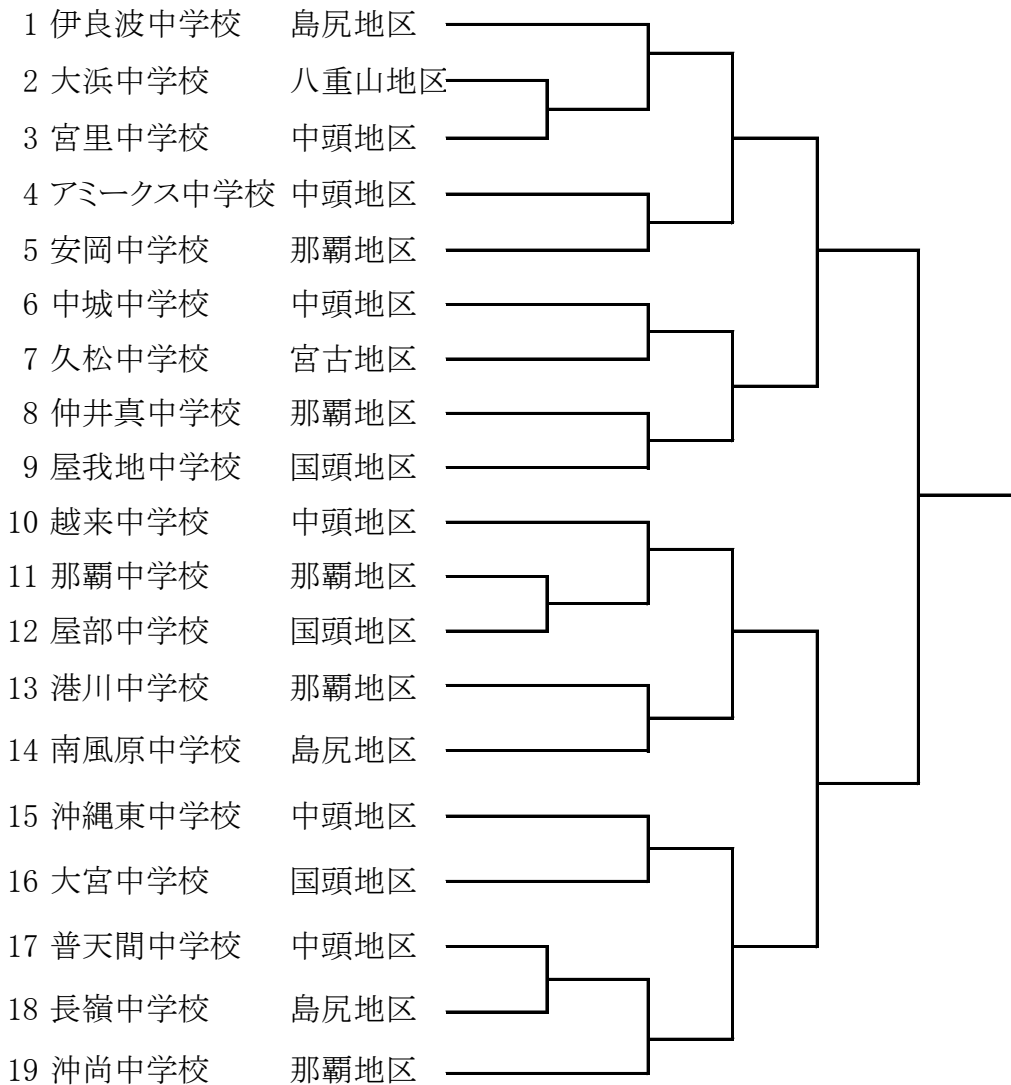 1 伊良波中学校 島尻地区
2 大浜中学校 八重山地区
3 宮里中学校 中頭地区
4 アミークス中学校 中頭地区
5 安岡中学校 那覇地区
6 中城中学校 中頭地区
7 久松中学校 宮古地区
8 仲井真中学校 那覇地区
9 屋我地中学校 国頭地区
10 越来中学校 中頭地区
11 那覇中学校 那覇地区
12 屋部中学校 国頭地区
13 港川中学校 那覇地区
14 南風原中学校 島尻地区
15 沖縄東中学校 中頭地区
16 大宮中学校 国頭地区
17 普天間中学校 中頭地区
18 長嶺中学校 島尻地区
19 沖尚中学校 那覇地区